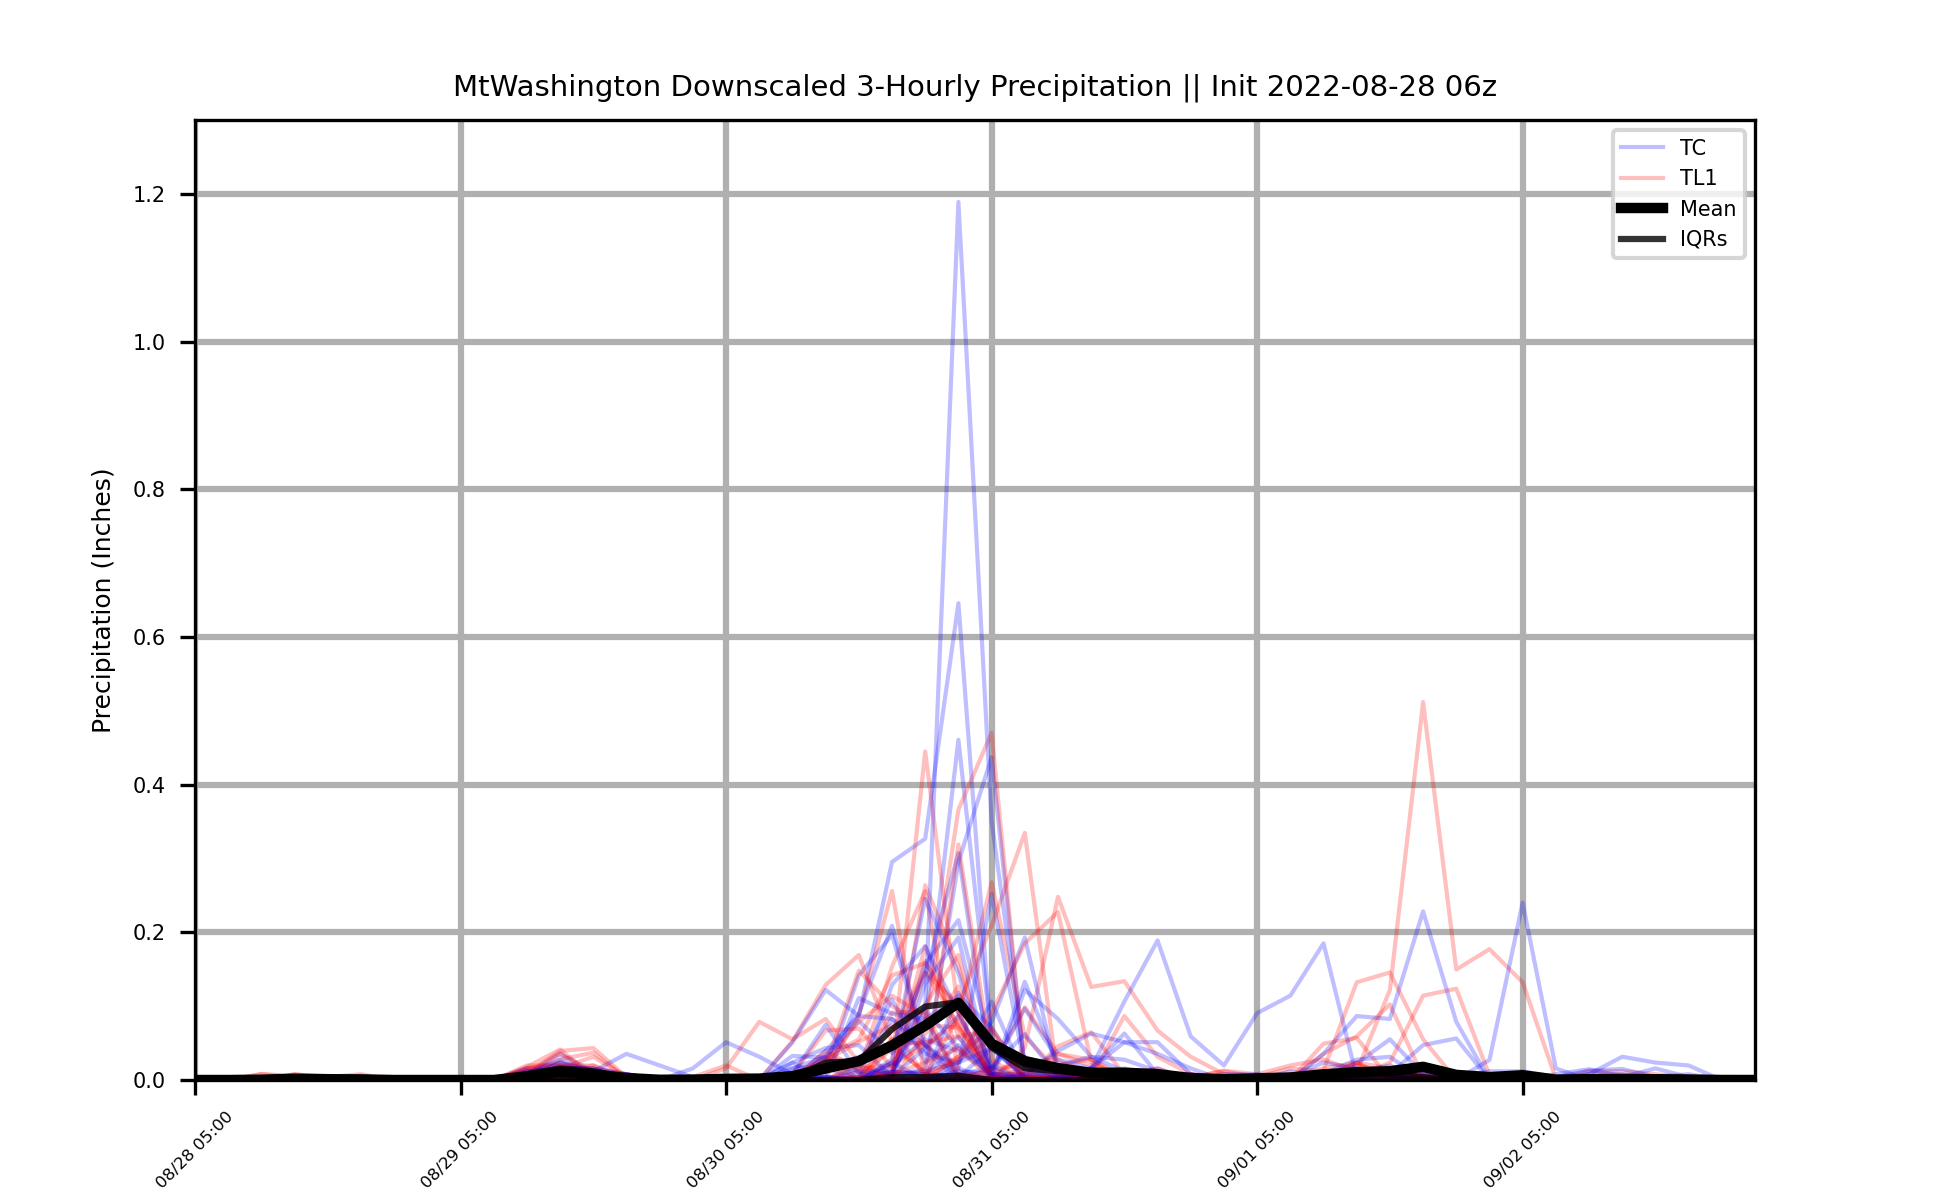 MtWashington Downscaled 3-Hourly Precipitation || Init 2022-08-28 06z
TC
TL1
Mean
IQRs
Precipitation (Inches)
1.2
1.0
0.8
0.6
0.4
0.2
0.0
08/28 05:00
08/29 05:00
08/30 05:00
08/31 05:00
09/01 05:00
09/02 05:00